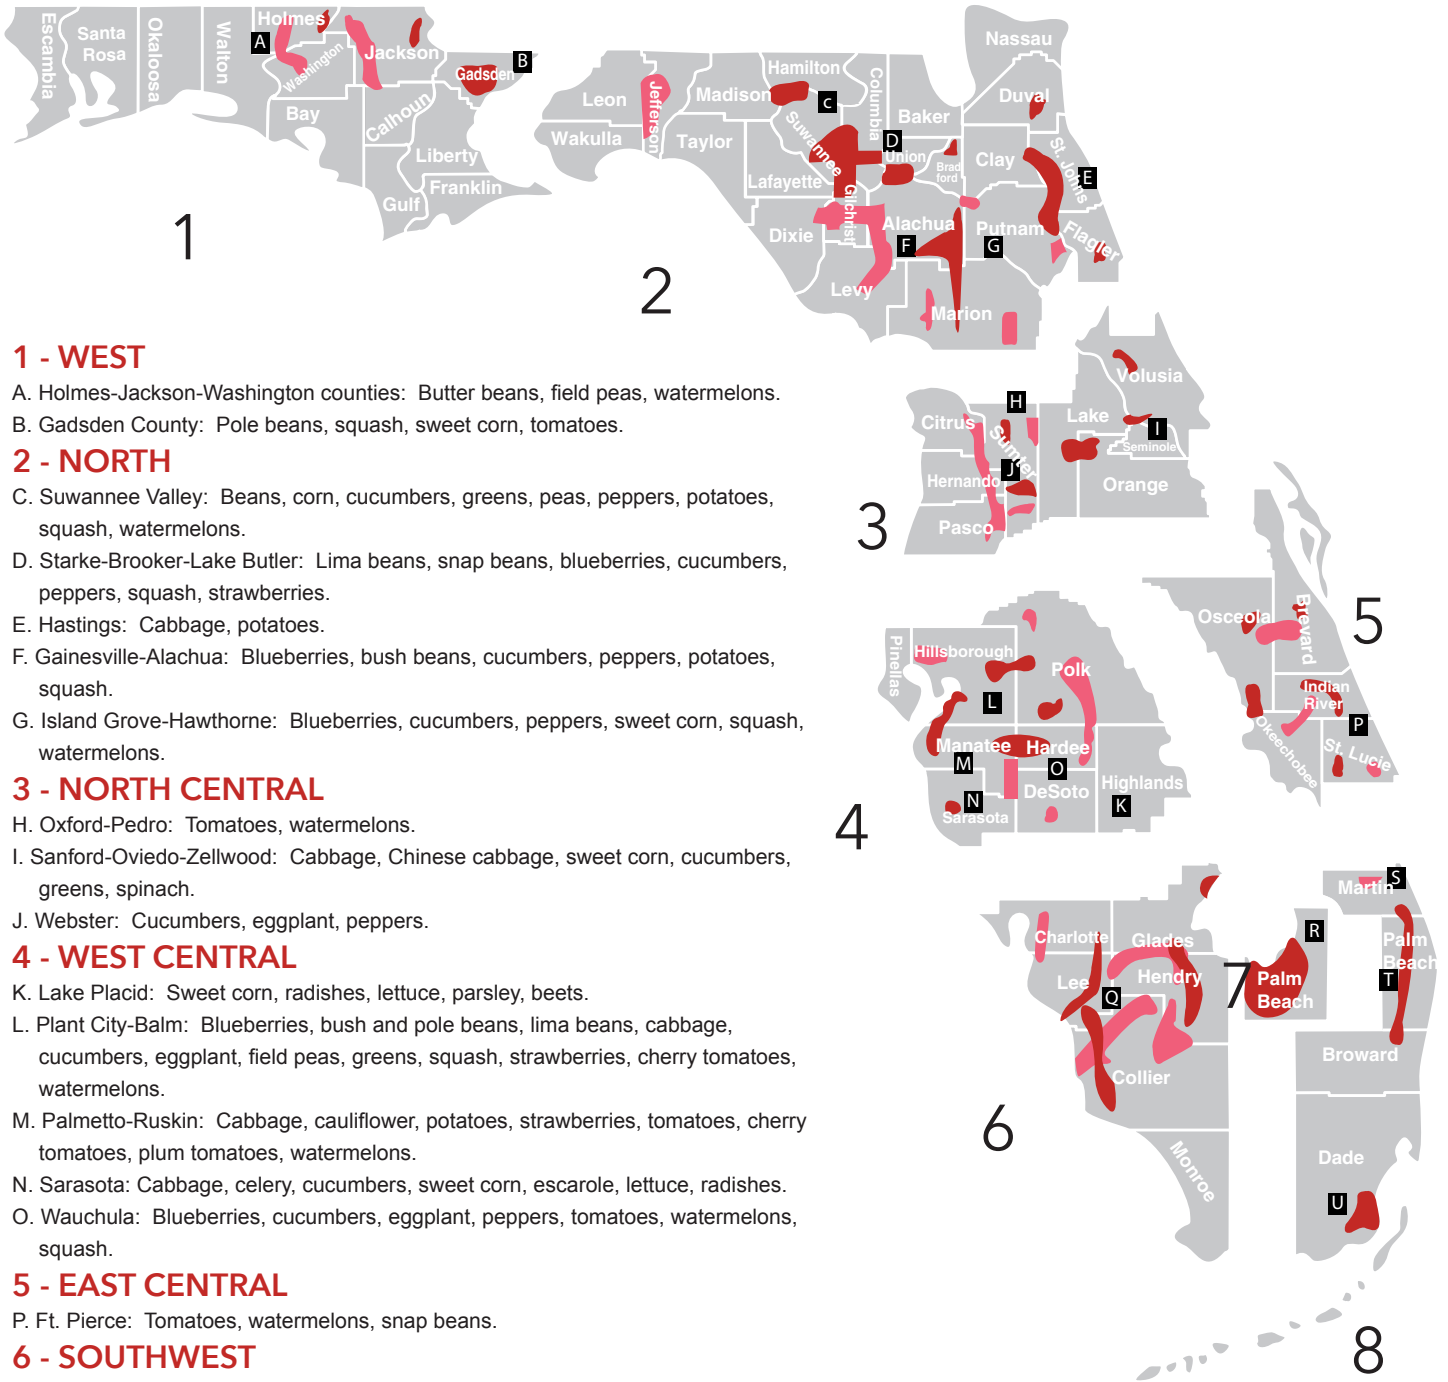 Escambia
Santa
Rosa
Okaloosa
Walton
Holmes
A
Washington
Jackson
Gadsden
B
Bay
Calhoun
Liberty
Franklin
Gulf
1
Leon
Wakulla
Jefferson
Madison
Taylor
Hamilton
C
Suwannee
Lafayette
Columbia
D
Union
Baker
Brad
ford
Nassau
Duval
Clay
St. Johns
E
Dixie
Gilchrist
Alachua
F
Putnam
G
Flagler
Levy
Marion
2
1 - WEST
A. Holmes-Jackson-Washington counties: Butter beans, field peas, watermelons.
B. Gadsden County: Pole beans, squash, sweet corn, tomatoes.
2 - NORTH
C. Suwannee Valley: Beans, corn, cucumbers, greens, peas, peppers, potatoes,
squash, watermelons.
D. Starke-Brooker-Lake Butler: Lima beans, snap beans, blueberries, cucumbers,
peppers, squash, strawberries.
E. Hastings: Cabbage, potatoes.
F. Gainesville-Alachua: Blueberries, bush beans, cucumbers, peppers, potatoes,
squash.
G. Island Grove-Hawthorne: Blueberries, cucumbers, peppers, sweet corn, squash,
watermelons.
3 - NORTH CENTRAL
H. Oxford-Pedro: Tomatoes, watermelons.
I. Sanford-Oviedo-Zellwood: Cabbage, Chinese cabbage, sweet corn, cucumbers,
greens, spinach.
J. Webster: Cucumbers, eggplant, peppers.
4 - WEST CENTRAL
K. Lake Placid: Sweet corn, radishes, lettuce, parsley, beets.
L. Plant City-Balm: Blueberries, bush and pole beans, lima beans, cabbage,
cucumbers, eggplant, field peas, greens, squash, strawberries, cherry tomatoes,
watermelons.
M. Palmetto-Ruskin: Cabbage, cauliflower, potatoes, strawberries, tomatoes, cherry
tomatoes, plum tomatoes, watermelons.
N. Sarasota: Cabbage, celery, cucumbers, sweet corn, escarole, lettuce, radishes.
O. Wauchula: Blueberries, cucumbers, eggplant, peppers, tomatoes, watermelons,
squash.
5 - EAST CENTRAL
P. Ft. Pierce: Tomatoes, watermelons, snap beans.
6 - SOUTHWEST
Volusia
H
Citrus
Sumter
Lake
I
Seminole
J
Hernando
Orange
Pasco
3
Pinellas
Hillsborough
Polk
L
Manatee
Hardee
M
O
DeSoto
Highlands
K
N
Sarasota
4
Osceola
Brevard
5
Indian
River
P
Okeechobee
St. Lucie
Charlotte
Glades
Lee
Hendry
Q
Collier
Monroe
6
7
R
Palm
Beach
S
Martin
Palm
Beach
T
Broward
Dade
U
8